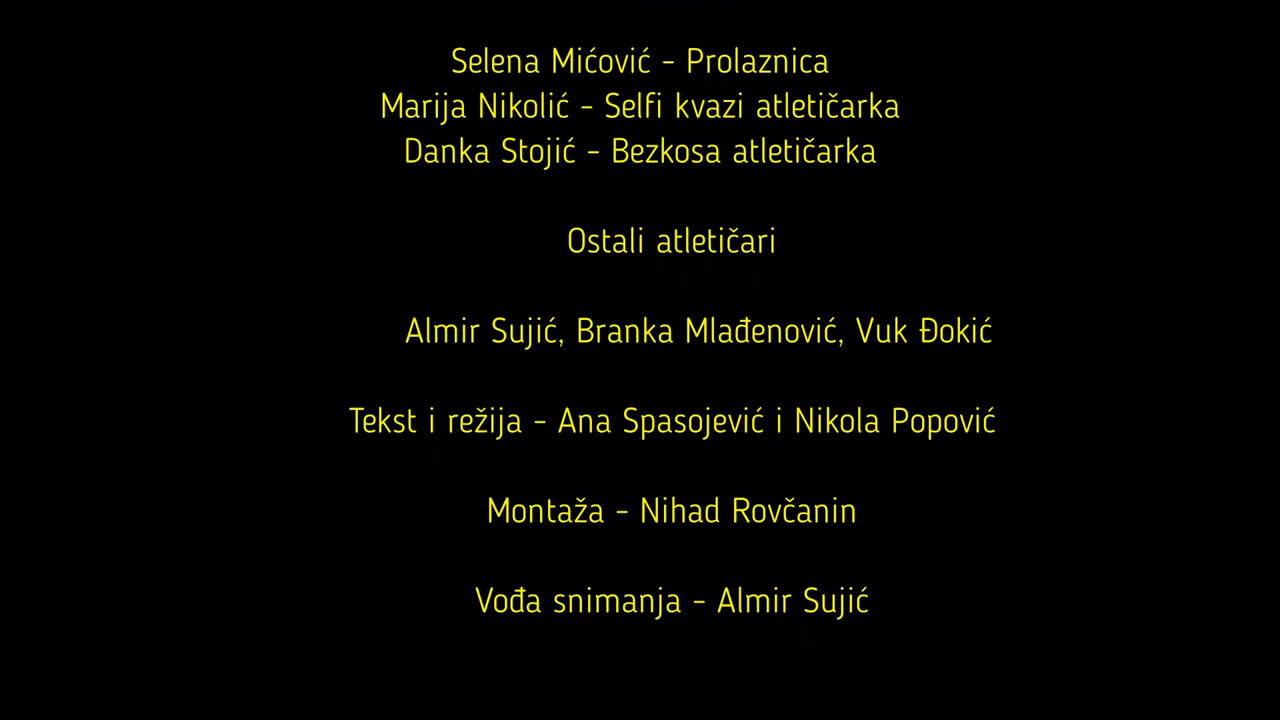 Selena Mićović - Prolaznica
Marija Nikolić - Selfi kvazi atletičarka
Danka Stojić - Bezkosa atletičarka
Ostali atletičari
Almir Sujić, Branka Mlađenović, Vuk Đokić
Tekst i režija - Ana Spasojević i Nikola Popović
Montaža - Nihad Rovčanin
Vođa snimanja - Almir Sujić